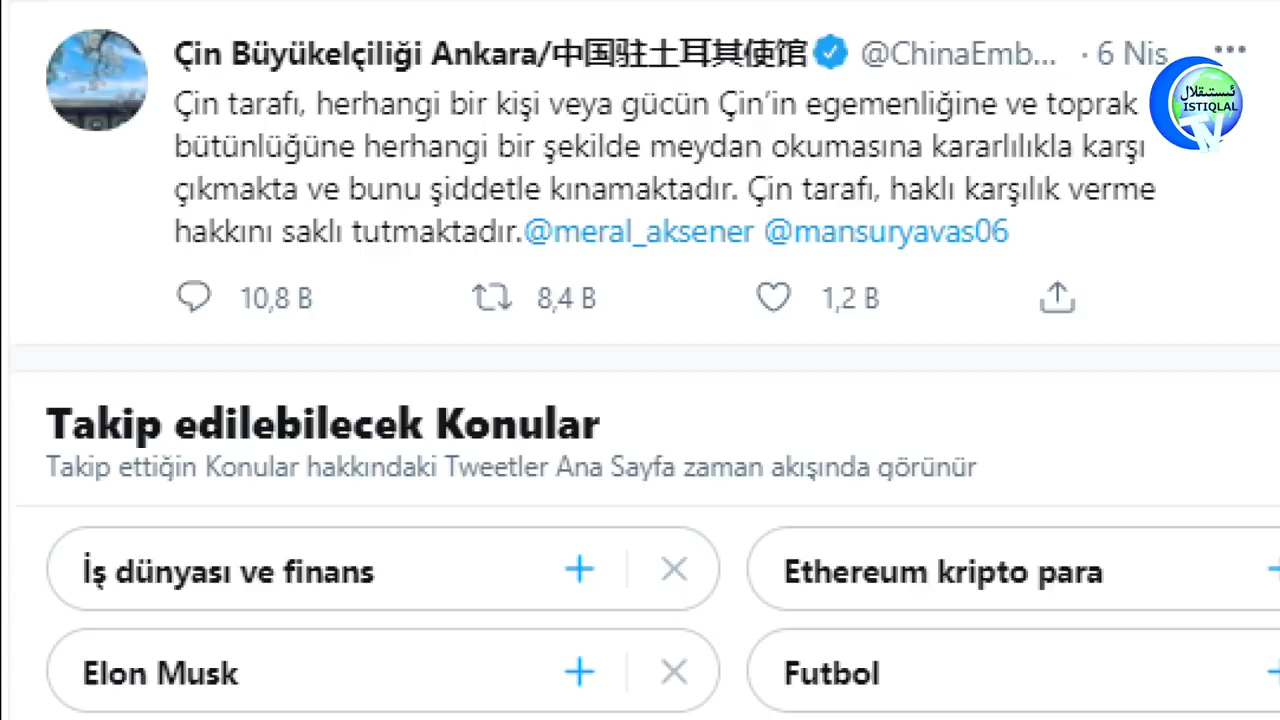 Çin Büyükelçiliği Ankara/中国驻土耳其使馆 @ChinaEmb... · 6 Nis
Çin tarafı, herhangi bir kişi veya gücün Çin'in egemenliğine ve toprak
bütünlüğüne herhangi bir şekilde meydan okumasına kararlılıkla karşı
çıkmakta ve bunu şiddetle kınamaktadır. Çin tarafı, haklı karşılık verme
hakkını saklı tutmaktadır.@meral_aksener @mansuryavas06
10,8 B 8,4 B 1,2 B
ئىستىقلال
ISTIQLAL
TV
Takip edilebilecek Konular
Takip ettiğin Konular hakkındaki Tweetler Ana Sayfa zaman akışında görünür
İş dünyası ve finans Ethereum kripto para
Elon Musk Futbol